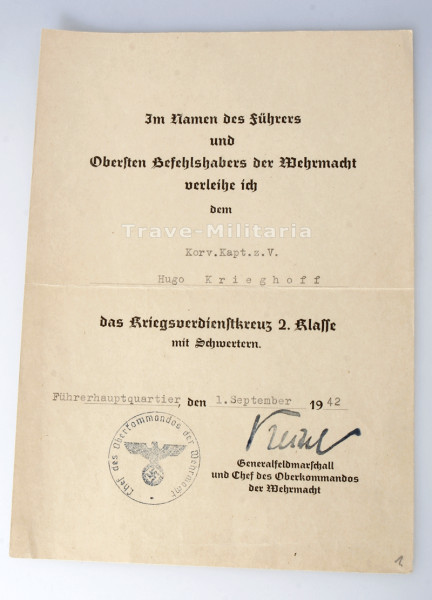 Im Namen des Führers
und
Obersten Befehlshabers der Wehrmacht
verleihe ich
dem
Trave-Militaria
Korv.Kapt.z.V.
Hugo Krieghoff
das Kriegsverdienstkreuz 2. Klasse
mit Schwertern.
Führerhauptquartier, den 1.September 1942
Chef des Oberkommandos der Wehrmacht
Keitel
Generalfeldmarschall
und Chef des Oberkommandos
der Wehrmacht